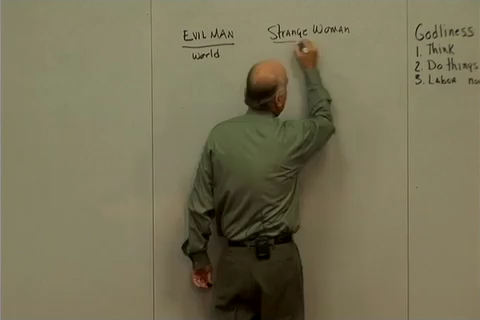 EVIL MAN
World
Strange Woman
Godliness
1. Think
2. Do things
3. Labor